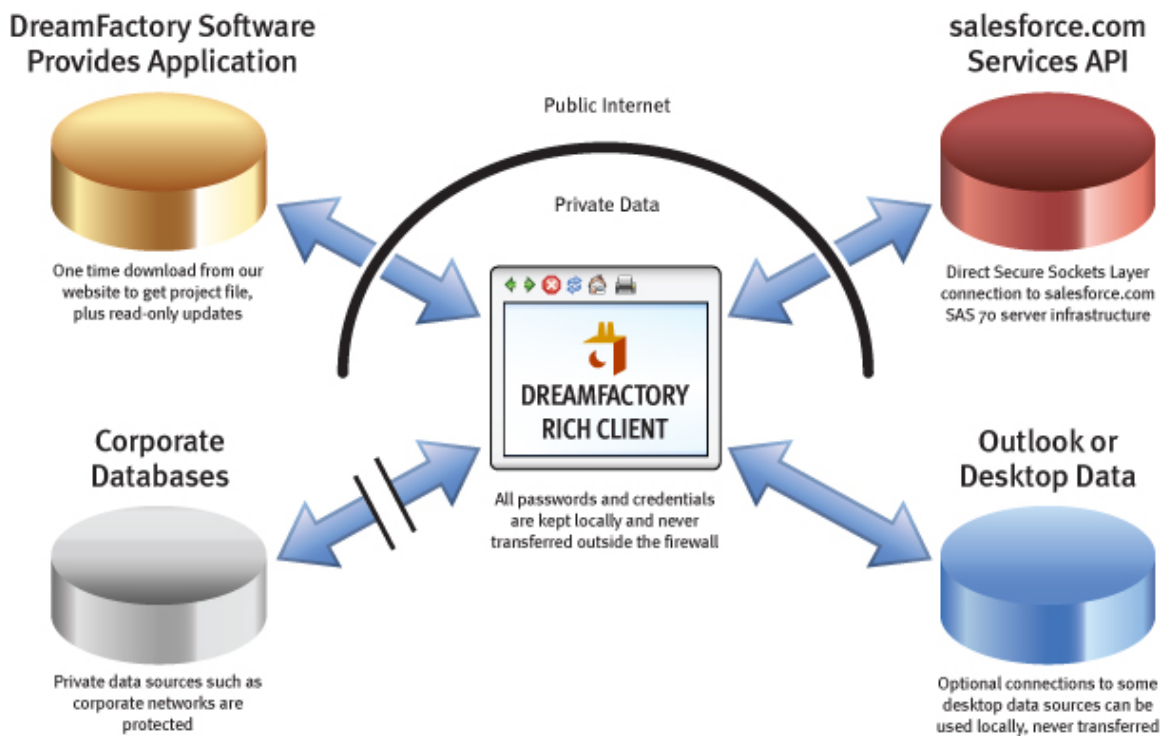 DreamFactory Software
Provides Application
salesforce.com
Services API
Public Internet
Private Data
One time download from our
website to get project file,
plus read-only updates
Direct Secure Sockets Layer
connection to salesforce.com
SAS 70 server infrastructure
DREAMFACTORY
RICH CLIENT
All passwords and credentials
are kept locally and never
transferred outside the firewall
Corporate
Databases
Private data sources such as
corporate networks are
protected
Outlook or
Desktop Data
Optional connections to some
desktop data sources can be
used locally, never transferred